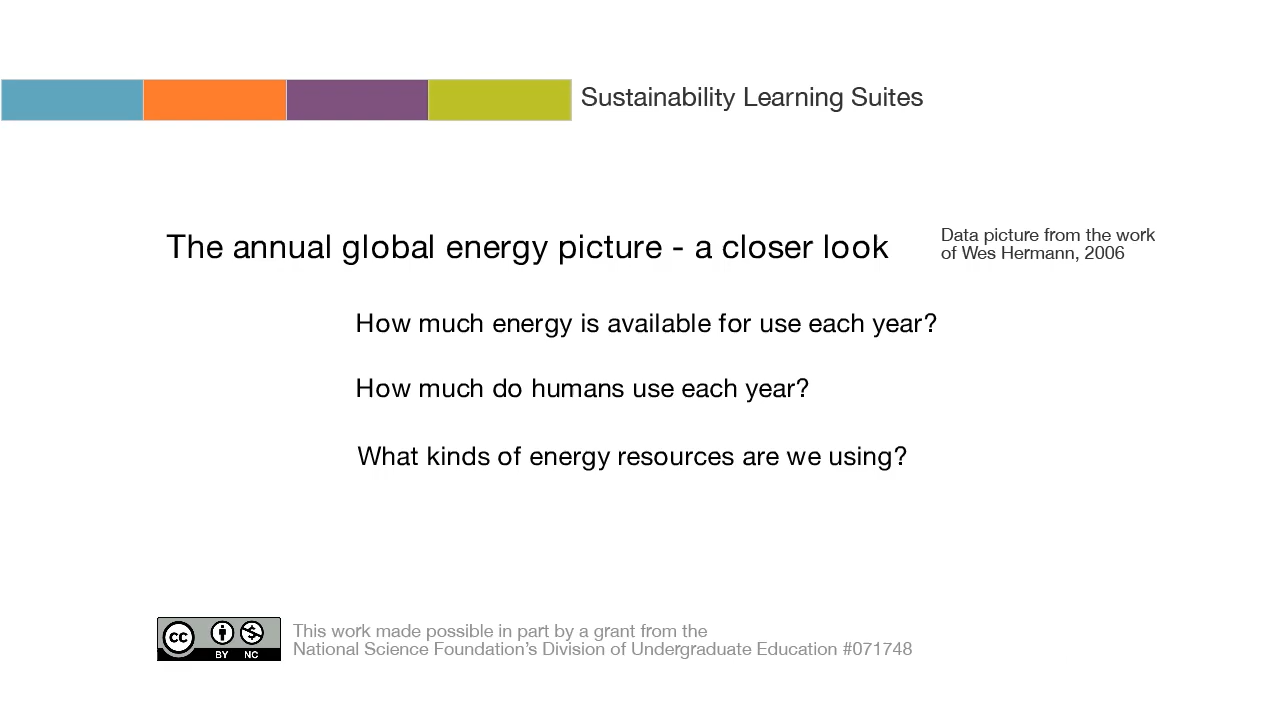 Sustainability Learning Suites
The annual global energy picture - a closer look
Data picture from the work
of Wes Hermann, 2006
How much energy is available for use each year?
How much do humans use each year?
What kinds of energy resources are we using?
cc
BY NC
This work made possible in part by a grant from the
National Science Foundation’s Division of Undergraduate Education #071748